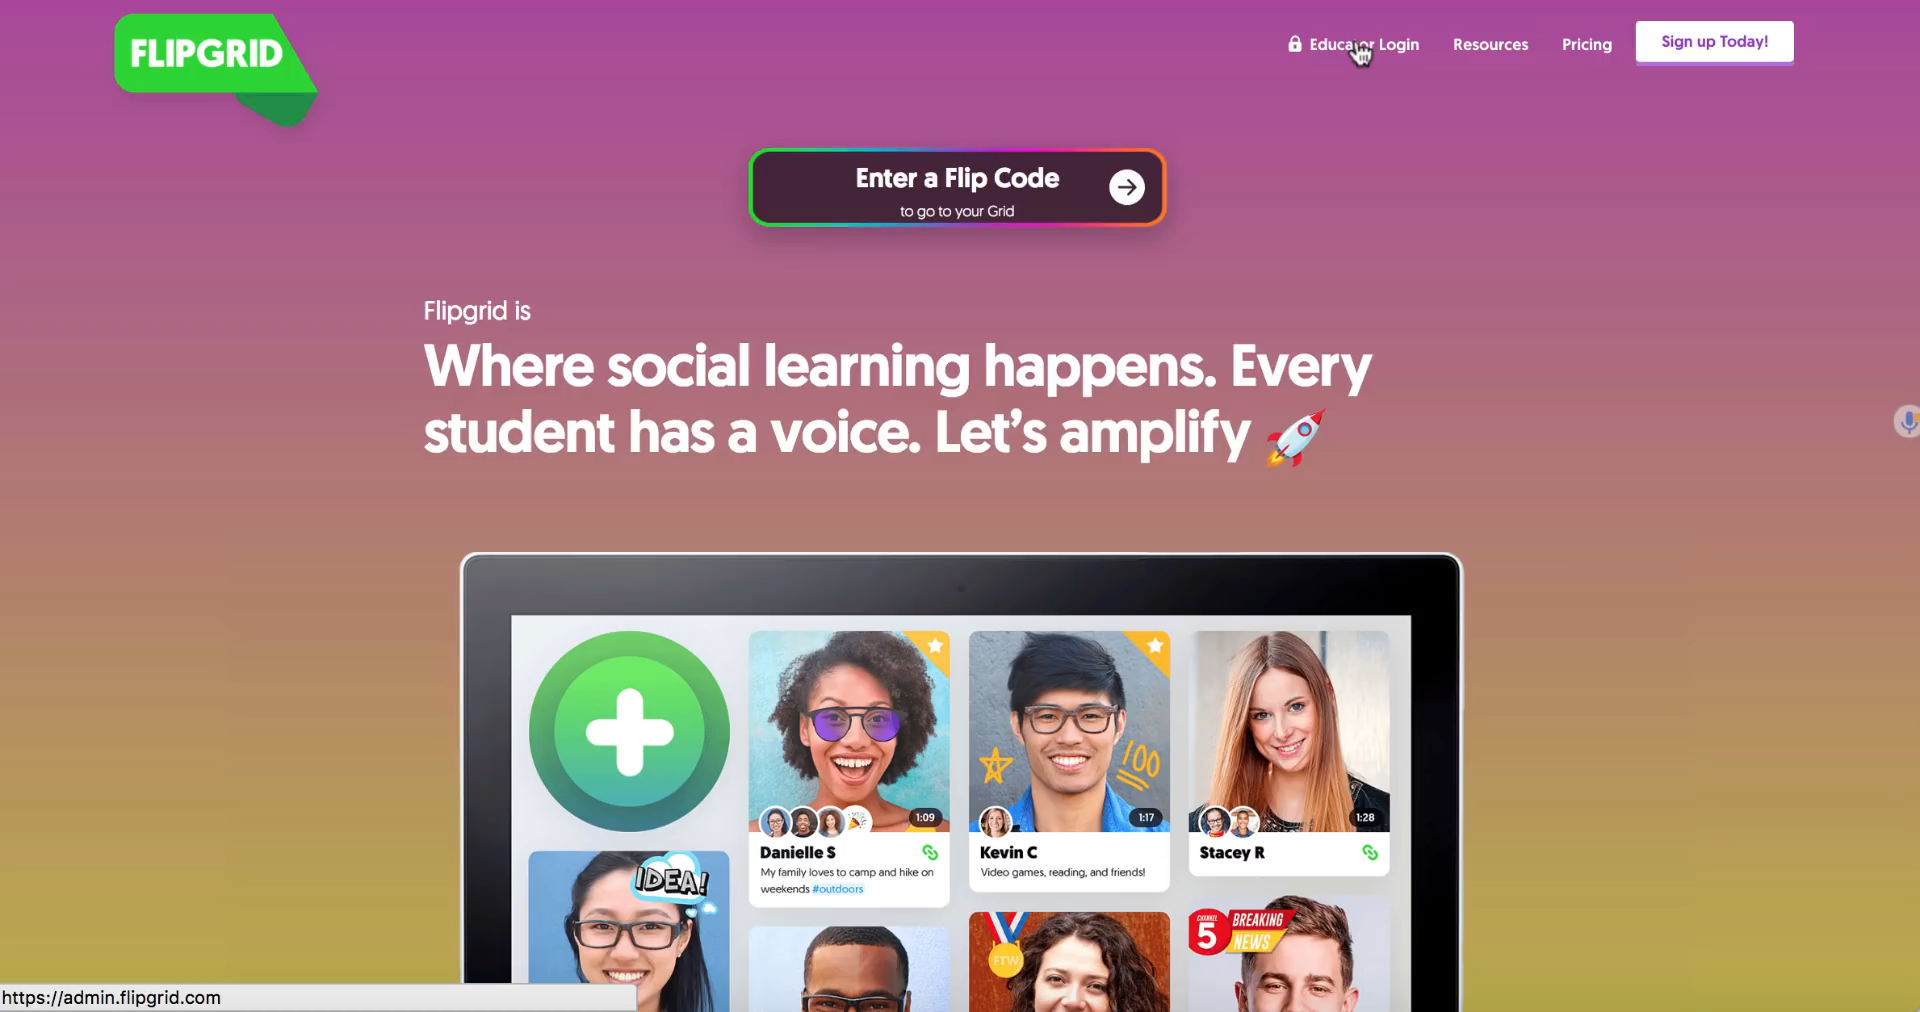 FLIPGRID
Educator Login
Resources
Pricing
Sign up Today!
Enter a Flip Code
to go to your Grid
Flipgrid is
Where social learning happens. Every
student has a voice. Let's amplify
1:09
Danielle S
My family loves to camp and hike on
weekends #outdoors
100
1:17
Kevin C
Video games, reading, and friends!
1:28
Stacey R
IDEA!
FTW
CHANNEL
5
BREAKING
NEWS
https://admin.flipgrid.com